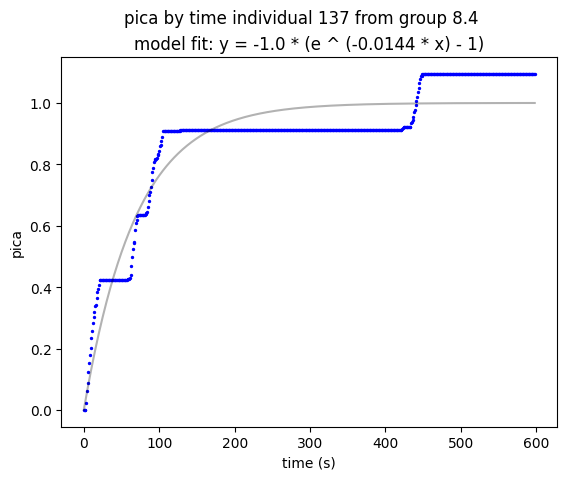 pica by time individual 137 from group 8.4
model fit: y = -1.0 * (e ^ (-0.0144 * x) - 1)
1.0
0.8
0.6
0.4
0.2
0.0
pica
0 100 200 300 400 500 600
time (s)